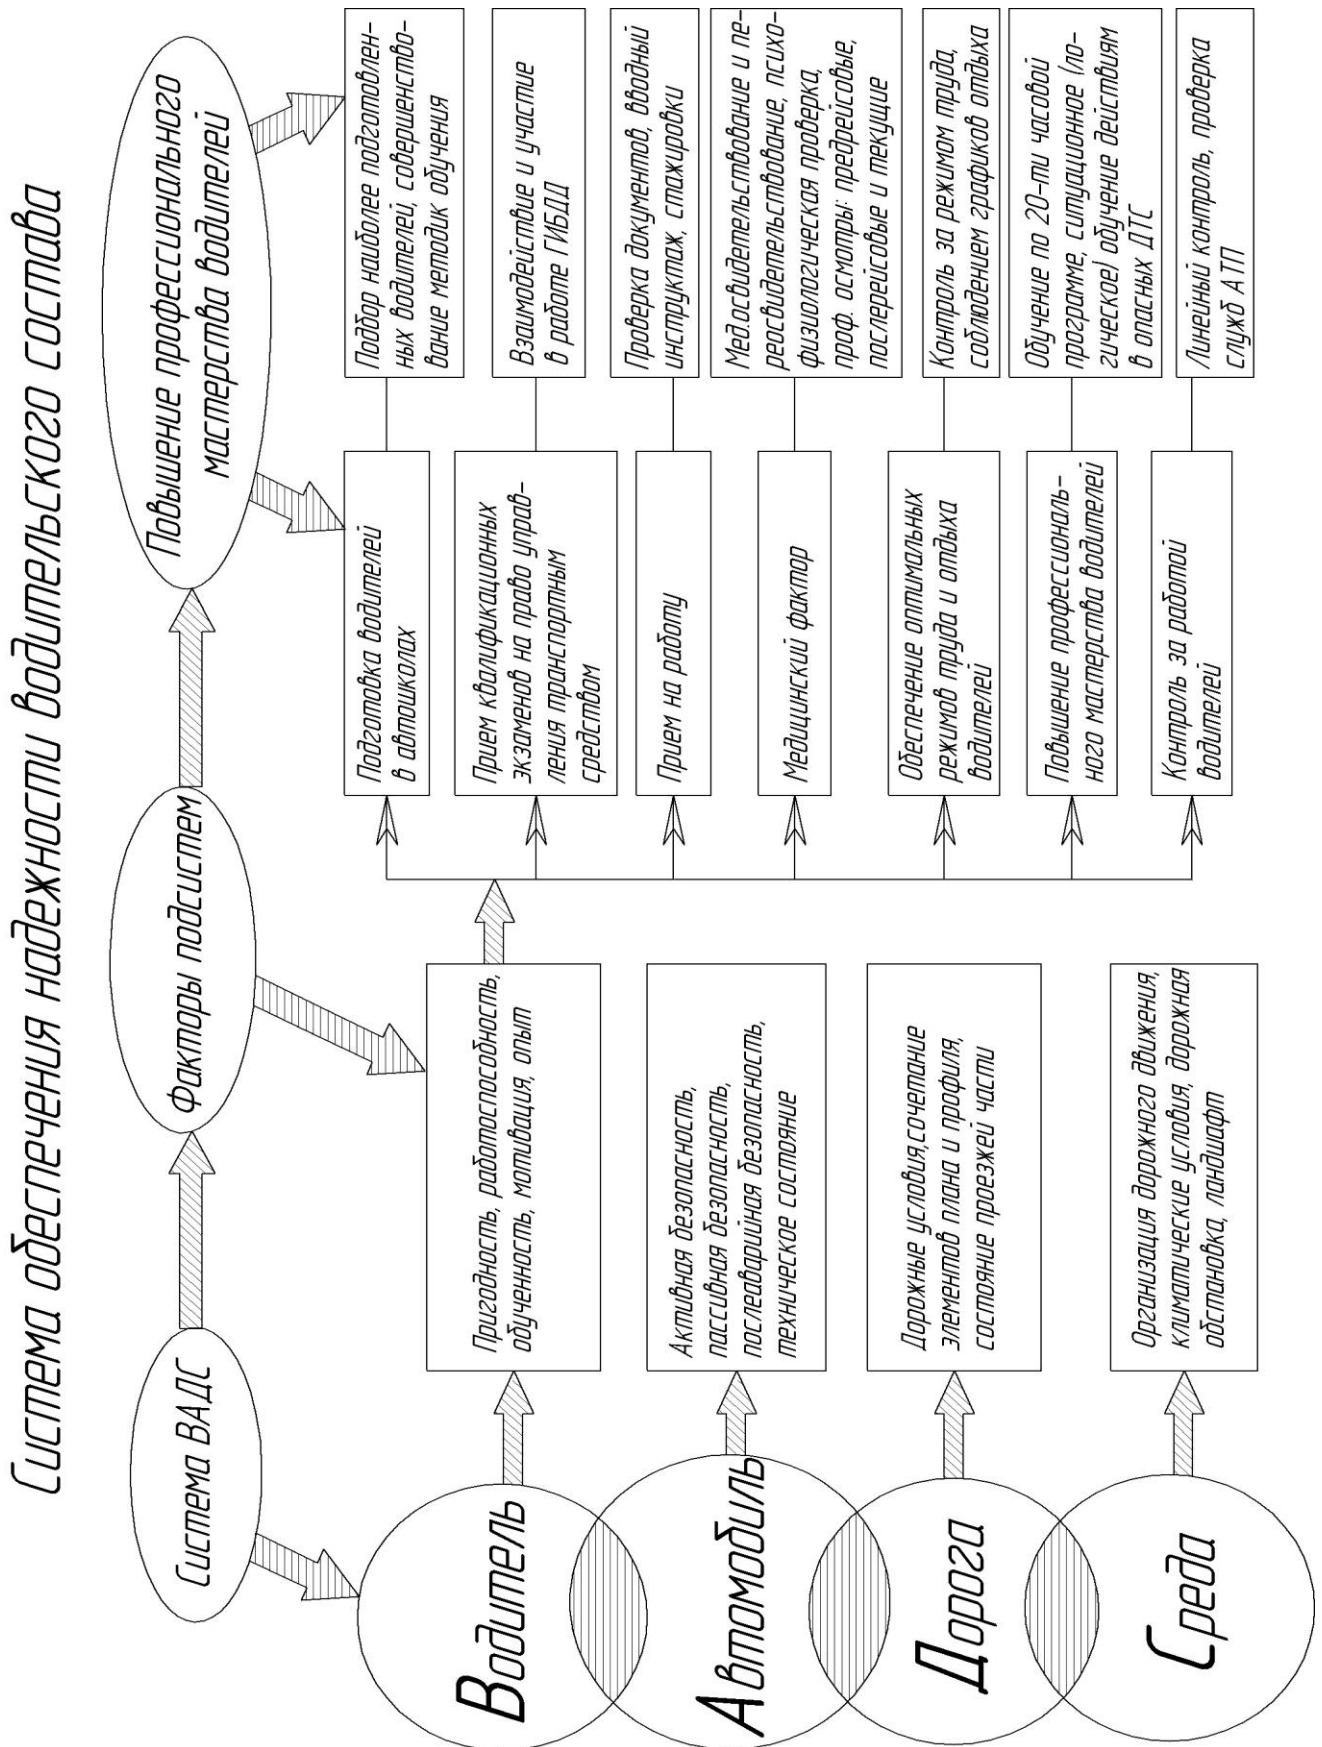 Система обеспечения надежности водительского состава
Система ВАДС
Факторы подсистем
Повышение профессионального
мастерства водителей
Водитель
Автомобиль
Дорога
Среда
Пригодность, работоспособность,
обученность, мотивация, опыт
Активная безопасность,
пассивная безопасность,
послеаварийная безопасность,
техническое состояние
Дорожные условия,сочетание
элементов плана и профиля,
состояние проезжей части
Организация дорожного движения,
климатические условия, дорожная
обстановка, ландшафт
Подготовка водителей
в автошколах
Прием квалификационных
экзаменов на право управ-
ления транспортным
средством
Прием на работу
Медицинский фактор
Обеспечение оптимальных
режимов труда и отдыха
водителей
Повышение профессиональ-
ного мастерства водителей
Контроль за работой
водителей
Подбор наиболее подготовлен-
ных водителей, совершенство-
вание методик обучения
Взаимодействие и участие
в работе ГИБДД
Проверка документов, вводный
инструктаж, стажировки
Мед.освидетельствование и пе-
реосвидетельствование, психо-
физиологическая проверка,
проф. осмотры: предрейсовые,
послерейсовые и текущие
Контроль за режимом труда,
соблюдением графиков отдыха
Обучение по 20-ти часовой
программе, ситуационное (ло-
гическое) обучение действиям
в опасных ДТС
Линейный контроль, проверка
служб АТП